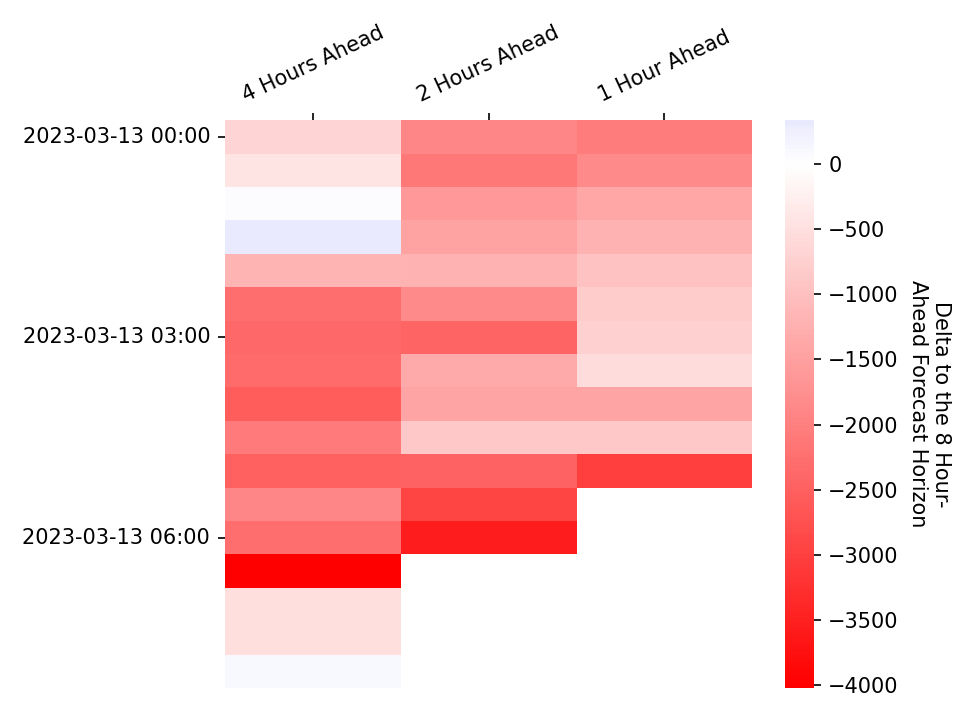 4 Hours Ahead
2 Hours Ahead
1 Hour Ahead
2023-03-13 00:00
2023-03-13 03:00
2023-03-13 06:00
0
−500
−1000
−1500
−2000
−2500
−3000
−3500
−4000
Delta to the 8 Hour-
Ahead Forecast Horizon